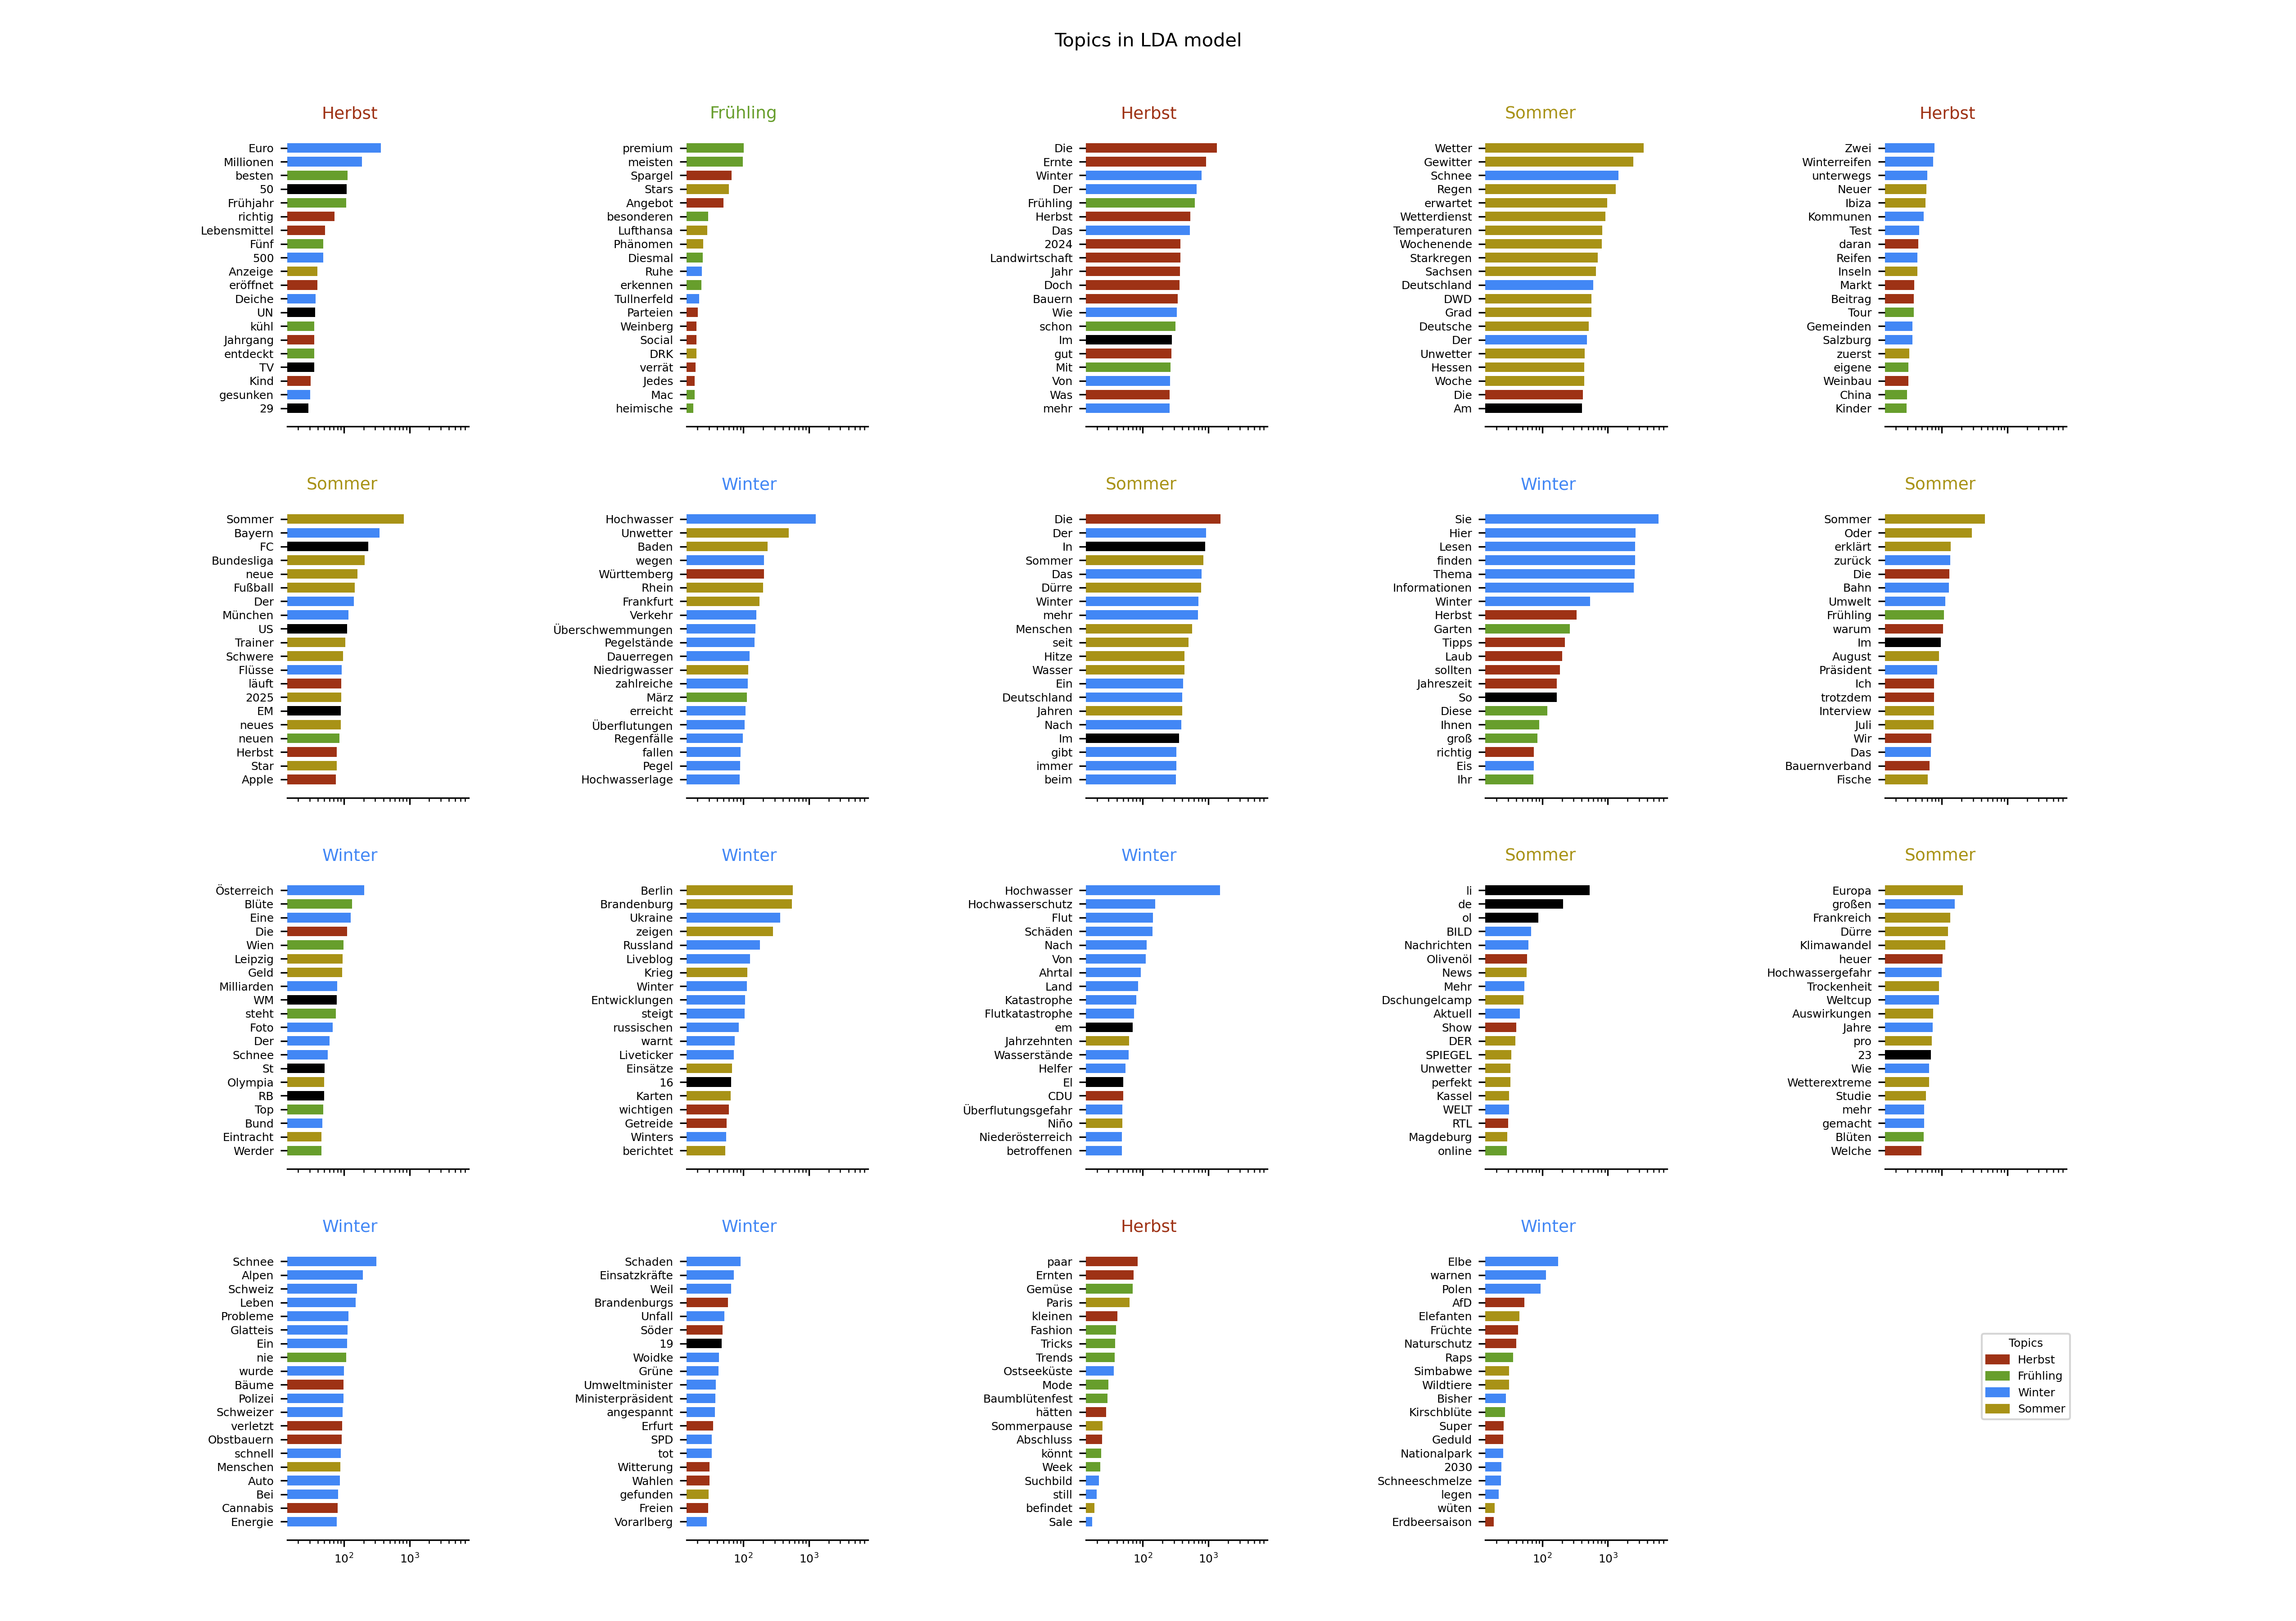 Topics in LDA model
Herbst
Euro
Millionen
besten
50
Frühjahr
richtig
Lebensmittel
Fünf
500
Anzeige
eröffnet
Deiche
UN
kühl
Jahrgang
entdeckt
TV
Kind
gesunken
29
Frühling
premium
meisten
Spargel
Stars
Angebot
besonderen
Lufthansa
Phänomen
Diesmal
Ruhe
erkennen
Tullnerfeld
Parteien
Weinberg
Social
DRK
verrät
Jedes
Mac
heimische
Herbst
Die
Ernte
Winter
Der
Frühling
Herbst
Das
2024
Landwirtschaft
Jahr
Doch
Bauern
Wie
schon
Im
gut
Mit
Von
Was
mehr
Sommer
Wetter
Gewitter
Schnee
Regen
erwartet
Wetterdienst
Temperaturen
Wochenende
Starkregen
Sachsen
Deutschland
DWD
Grad
Deutsche
Der
Unwetter
Hessen
Woche
Die
Am
Herbst
Zwei
Winterreifen
unterwegs
Neuer
Ibiza
Kommunen
Test
daran
Reifen
Inseln
Markt
Beitrag
Tour
Gemeinden
Salzburg
zuerst
eigene
Weinbau
China
Kinder
Sommer
Sommer
Bayern
FC
Bundesliga
neue
Fußball
Der
München
US
Trainer
Schwere
Flüsse
läuft
2025
EM
neues
neuen
Herbst
Star
Apple
Winter
Hochwasser
Unwetter
Baden
wegen
Württemberg
Rhein
Frankfurt
Verkehr
Überschwemmungen
Pegelstände
Dauerregen
Niedrigwasser
zahlreiche
März
erreicht
Überflutungen
Regenfälle
fallen
Pegel
Hochwasserlage
Sommer
Die
Der
In
Sommer
Das
Dürre
Winter
mehr
Menschen
seit
Hitze
Wasser
Ein
Deutschland
Jahren
Nach
Im
gibt
immer
beim
Winter
Sie
Hier
Lesen
finden
Thema
Informationen
Winter
Herbst
Garten
Tipps
Laub
sollten
Jahreszeit
So
Diese
Ihnen
groß
richtig
Eis
Ihr
Sommer
Sommer
Oder
erklärt
zurück
Die
Bahn
Umwelt
Frühling
warum
Im
August
Präsident
Ich
trotzdem
Interview
Juli
Wir
Das
Bauernverband
Fische
Winter
Österreich
Blüte
Eine
Die
Wien
Leipzig
Geld
Milliarden
WM
steht
Foto
Der
Schnee
St
Olympia
RB
Top
Bund
Eintracht
Werder
Winter
Berlin
Brandenburg
Ukraine
zeigen
Russland
Liveblog
Krieg
Winter
Entwicklungen
steigt
russischen
warnt
Liveticker
Einsätze
16
Karten
wichtigen
Getreide
Winters
berichtet
Winter
Hochwasser
Hochwasserschutz
Flut
Schäden
Nach
Von
Ahrtal
Land
Katastrophe
Flutkatastrophe
em
Jahrzehnten
Wasserstände
Helfer
El
CDU
Überflutungsgefahr
Niño
Niederösterreich
betroffenen
Sommer
li
de
ol
BILD
Nachrichten
Olivenöl
News
Mehr
Dschungelcamp
Aktuell
Show
DER
SPIEGEL
Unwetter
perfekt
Kassel
WELT
RTL
Magdeburg
online
Sommer
Europa
großen
Frankreich
Dürre
Klimawandel
heuer
Hochwassergefahr
Trockenheit
Weltcup
Auswirkungen
Jahre
pro
23
Wie
Wetterextreme
Studie
mehr
gemacht
Blüten
Welche
Winter
Schnee
Alpen
Schweiz
Leben
Probleme
Glatteis
Ein
nie
wurde
Bäume
Polizei
Schweizer
verletzt
Obstbauern
schnell
Menschen
Auto
Bei
Cannabis
Energie
10² 10³
Winter
Schaden
Einsatzkräfte
Weil
Brandenburgs
Unfall
Söder
19
Woidke
Grüne
Umweltminister
Ministerpräsident
angespannt
Erfurt
SPD
tot
Witterung
Wahlen
gefunden
Freien
Vorarlberg
10² 10³
Herbst
paar
Ernten
Gemüse
Paris
kleinen
Fashion
Tricks
Trends
Ostseeküste
Mode
Baumblütenfest
hätten
Sommerpause
Abschluss
könnt
Week
Suchbild
still
befindet
Sale
10² 10³
Winter
Elbe
warnen
Polen
AfD
Elefanten
Früchte
Naturschutz
Raps
Simbabwe
Wildtiere
Bisher
Kirschblüte
Super
Geduld
Nationalpark
2030
Schneeschmelze
legen
wüten
Erdbeersaison
10² 10³
Topics
Herbst
Frühling
Winter
Sommer